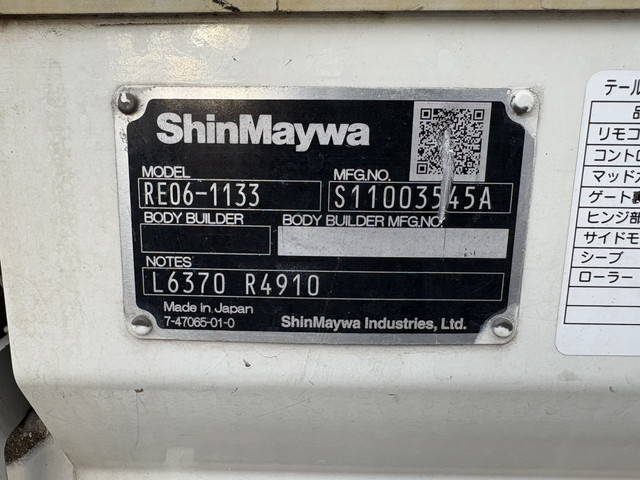 ShinMaywa
MODEL
RE06-1133
MFG.NO.
S11003545A
BODY BUILDER
BODY BUILDER MFG.NO.
NOTES
L6370 R4910
Made in Japan
7-47065-01-0
ShinMaywa Industries, Ltd.
テール
品
リモコ
コントロ
マッドガ
ゲート
ヒンジ部
サイドモ
シーブ
ローラー